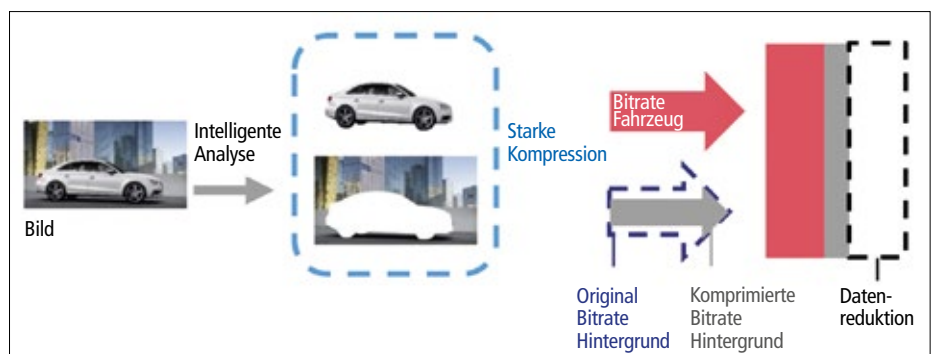 Bild
Intelligente
Analyse
Starke
Kompression
Bitrate
Fahrzeug
Original
Bitrate
Hintergrund
Komprimierte
Bitrate
Hintergrund
Daten-
reduktion